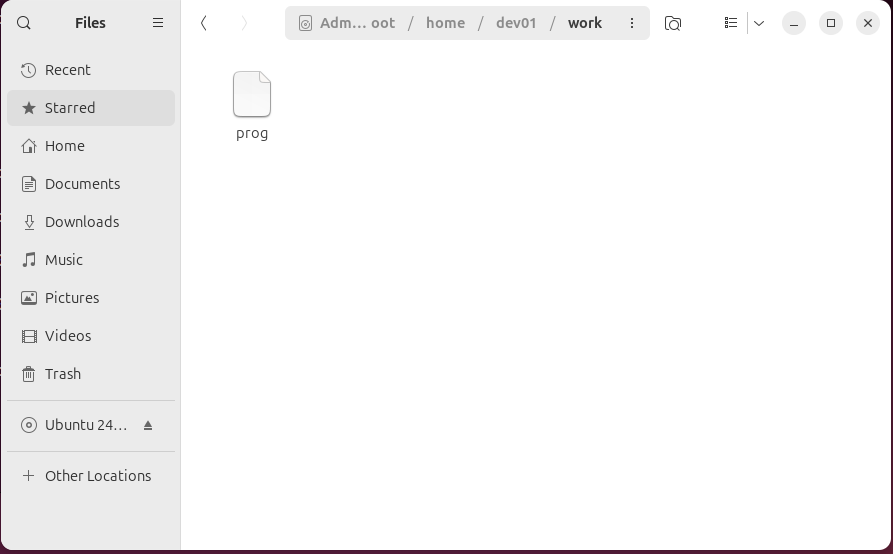 Files
Adm... oot / home / dev01 / work
Recent
Starred
Home
Documents
Downloads
Music
Pictures
Videos
Trash
Ubuntu 24...
Other Locations
prog